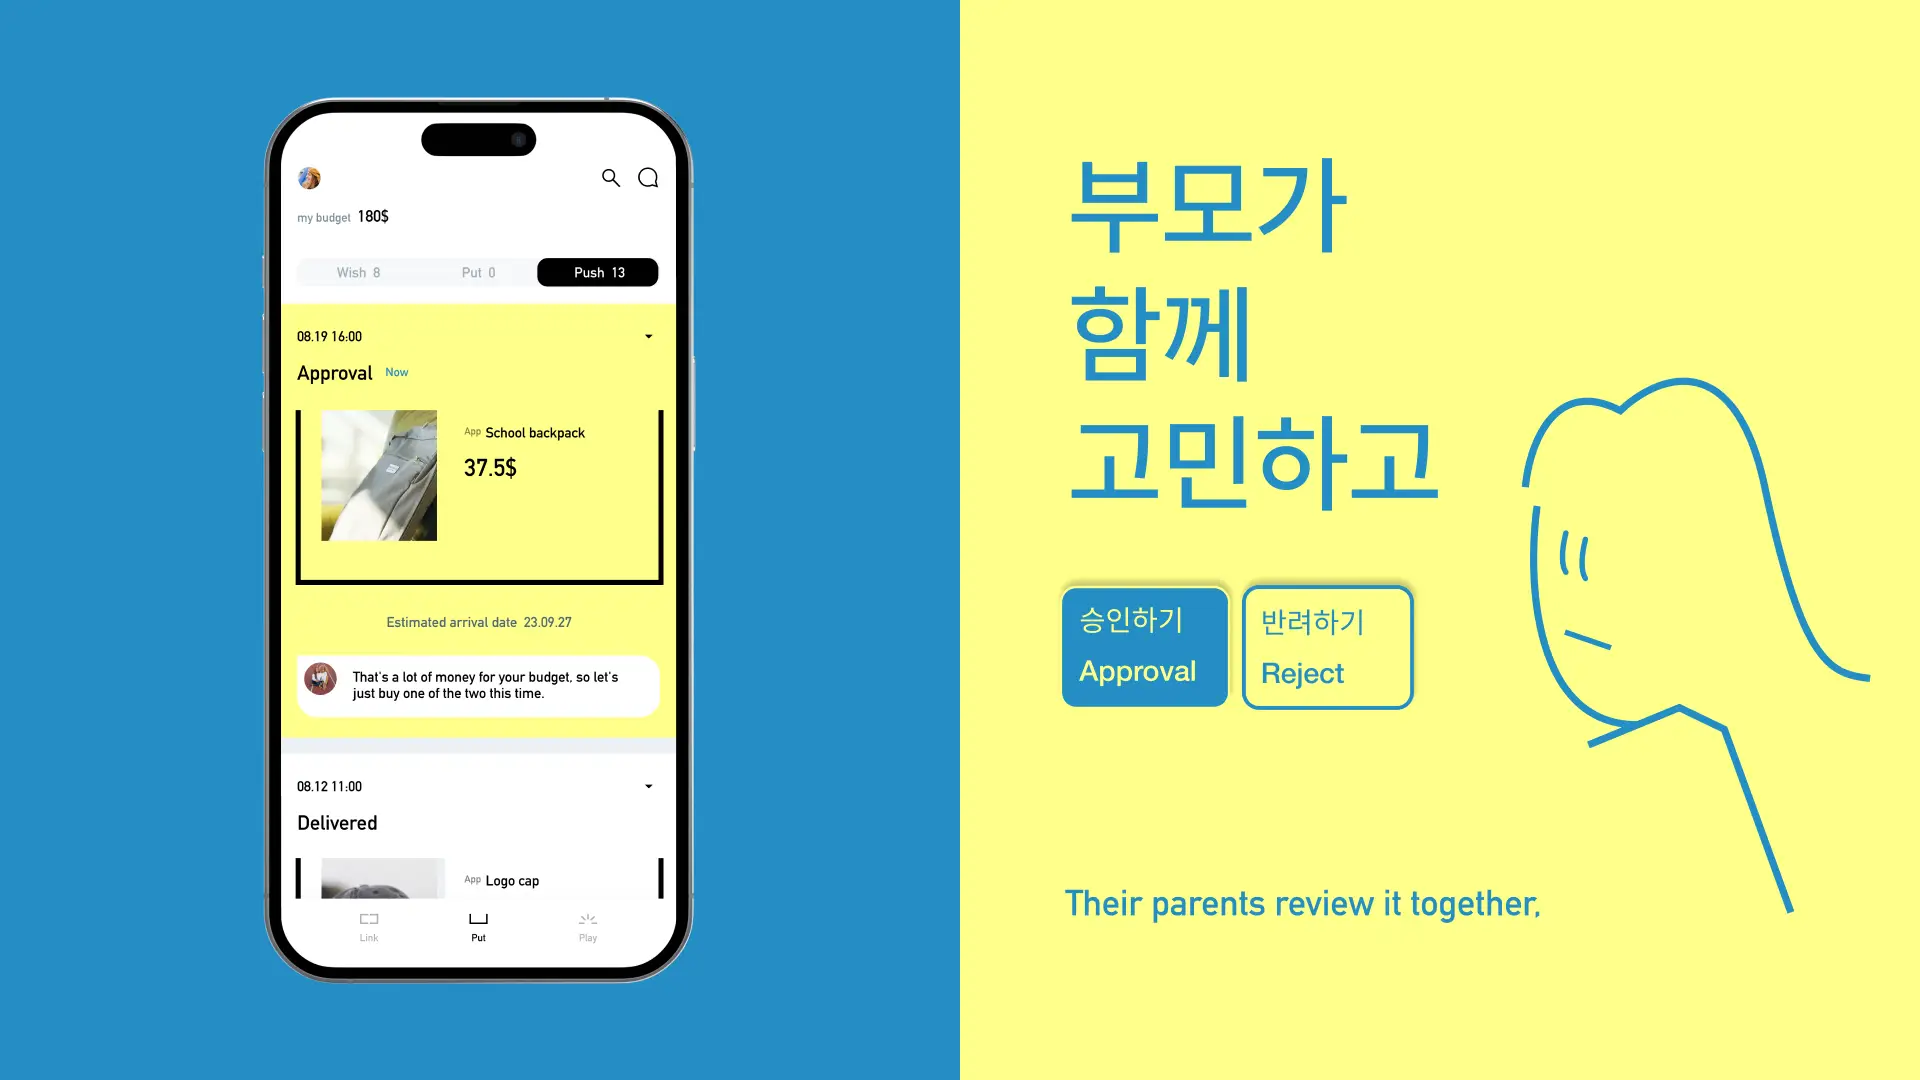 my budget 180$
Wish 8 Put 0 Push 13
08.19 16:00
Approval Now
App School backpack
37.5$
Estimated arrival date 23.09.27
That's a lot of money for your budget, so let's
just buy one of the two this time.
08.12 11:00
Delivered
App Logo cap
Link Put Play
부모가
함께
고민하고
승인하기
Approval
반려하기
Reject
Their parents review it together,